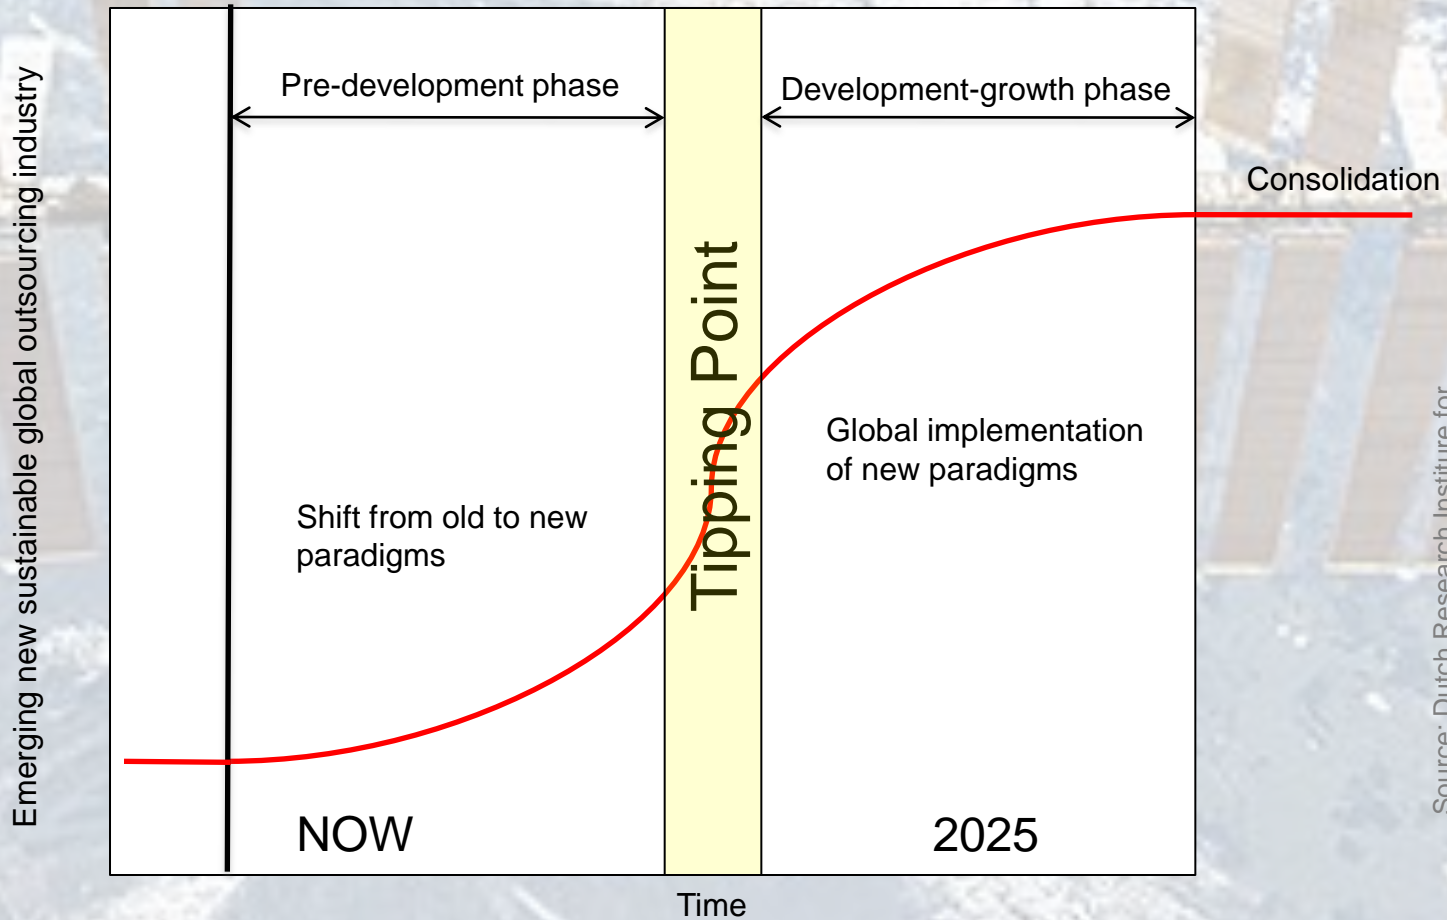 Emerging new sustainable global outsourcing industry
Pre-development phase
Development-growth phase
Consolidation
Tipping Point
Global implementation
of new paradigms
Shift from old to new
paradigms
NOW
2025
Time
Source: Dutch Research Institure for